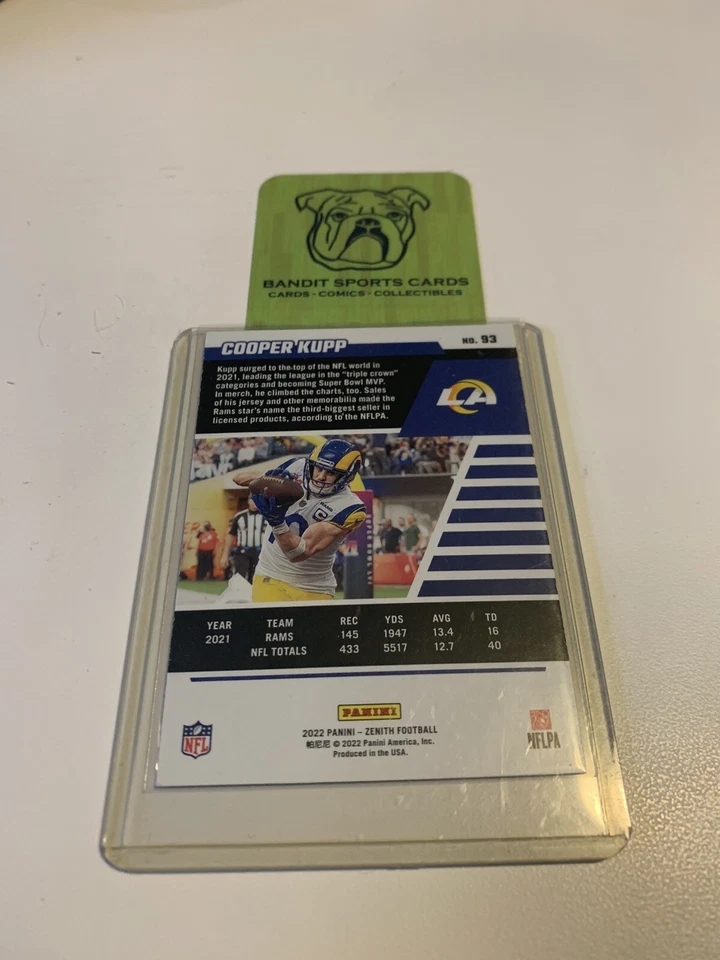 BANDIT SPORTS CARDS
CARDS · COMICS · COLLECTIBLES
COOPER KUPP
NO. 93
Kupp surged to the top of the NFL world in
2021, leading the league in the "triple crown"
categories and becoming Super Bowl MVP.
In merch, he climbed the charts, too. Sales
of his jersey and other memorabilia made the
Rams star's name the third-biggest seller in
licensed products, according to the NFLPA.
LA
SUPER BOWL LVI
YEAR TEAM REC YDS AVG TD
2021 RAMS 145 1947 13.4 16
NFL TOTALS 433 5517 12.7 40
PANINI
2022 PANINI – ZENITH FOOTBALL
帕尼尼 © 2022 Panini America, Inc.
Produced in the USA.
NFL
NFLPA